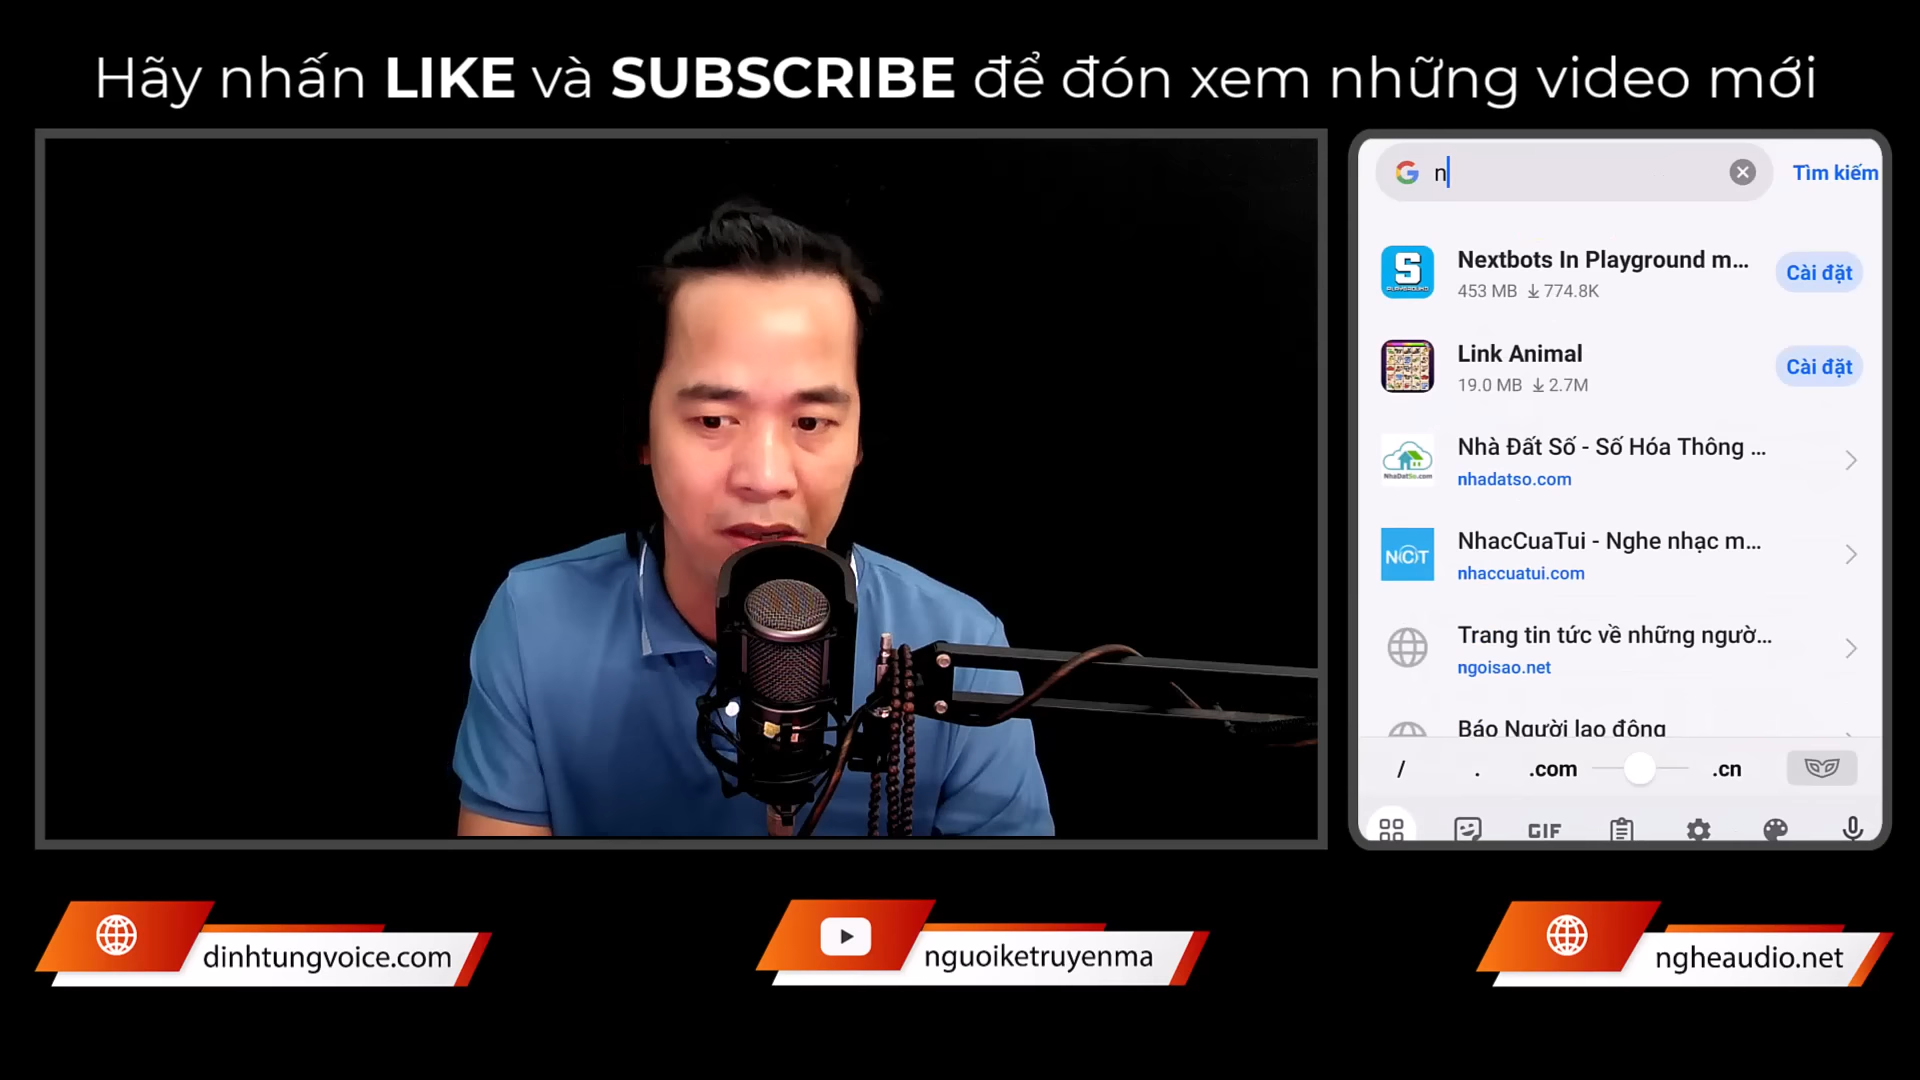 Hãy nhấn LIKE và SUBSCRIBE để đón xem những video mới
n
Tìm kiếm
Nextbots In Playground m...
453 MB 774.8K
Cài đặt
Link Animal
19.0 MB 2.7M
Cài đặt
Nhà Đất Số - Số Hóa Thông ...
nhadatso.com
NhacCuaTui - Nghe nhạc m...
nhaccuatui.com
Trang tin tức về những ngườ...
ngoisao.net
Báo Người lao động
/ . .com .cn
GIF
dinhtungvoice.com
nguoiketruyenma
ngheaudio.net